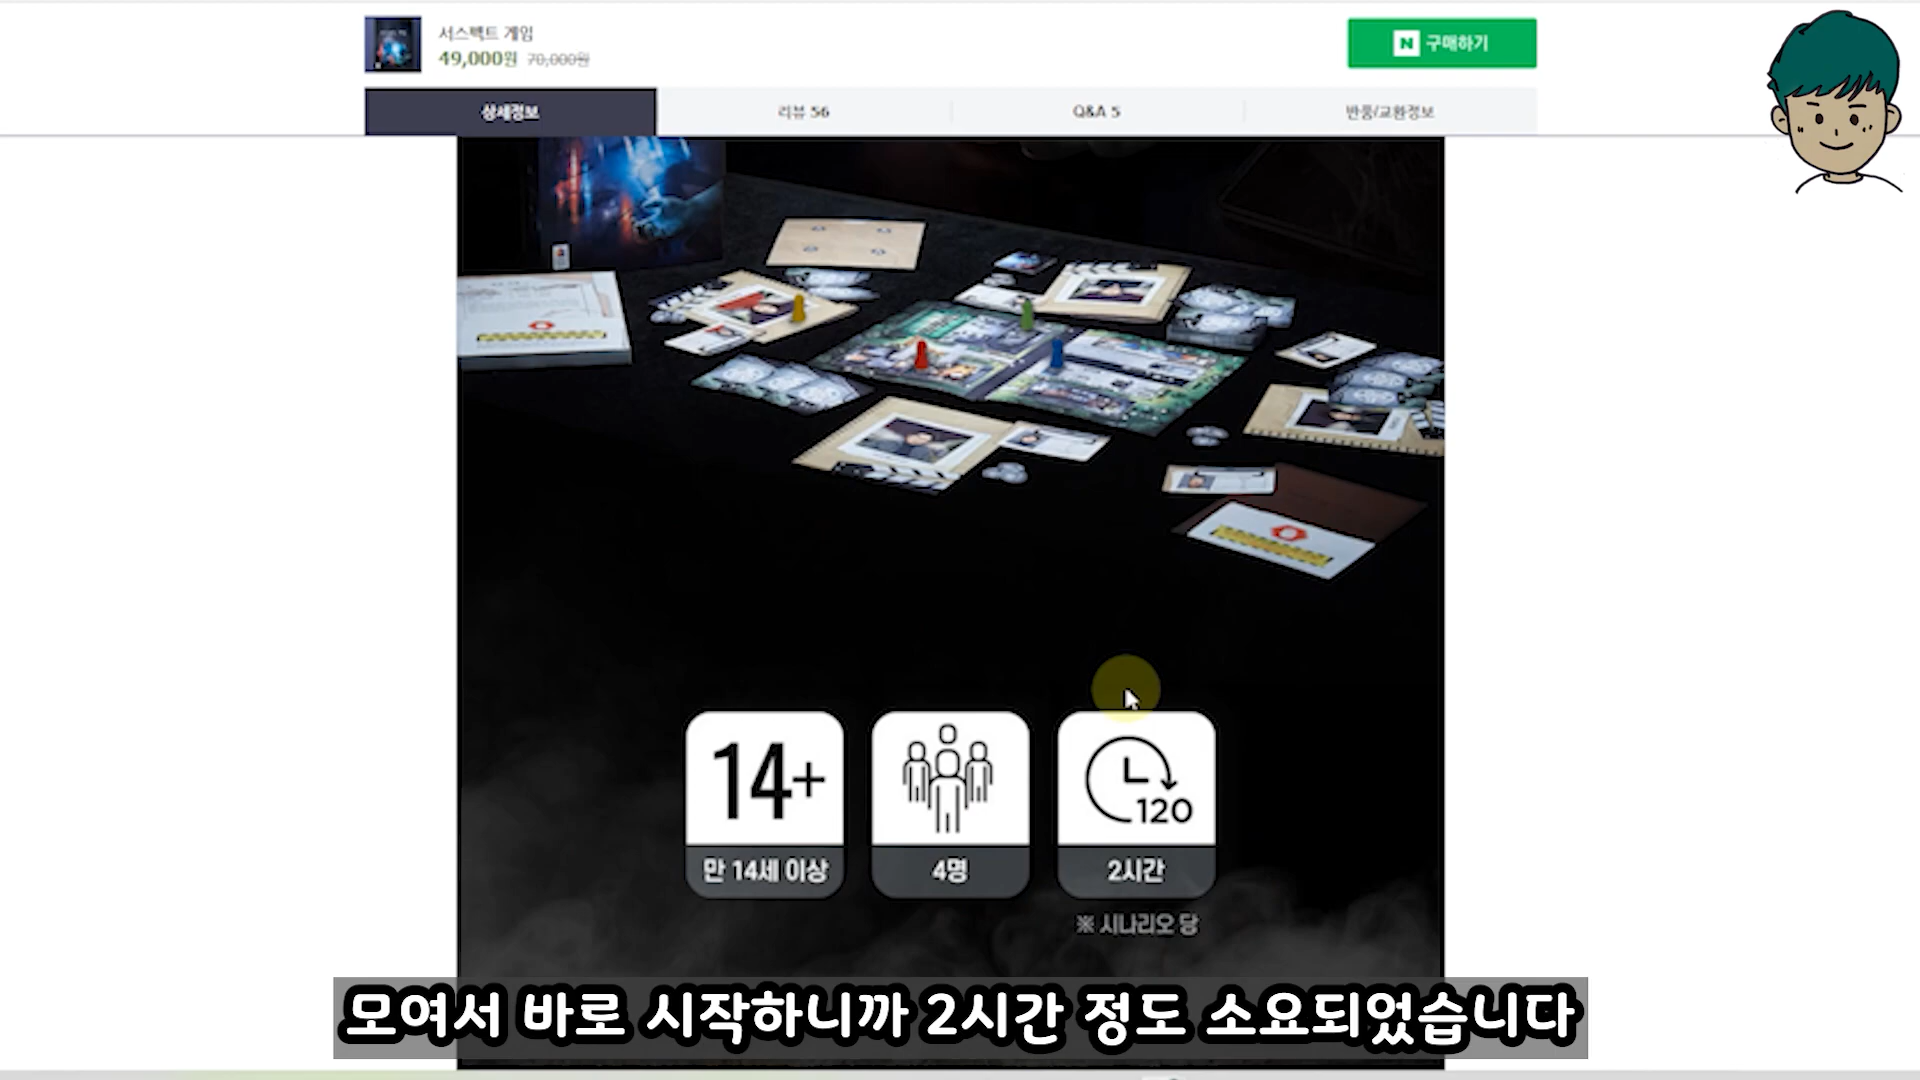 서스펙트 게임
49,000원 70,000원
N 구매하기
상세정보
리뷰 56
Q&A 5
반품/교환정보
14+
120
만 14세 이상
4명
2시간
※ 시나리오 당
모여서 바로 시작하니까 2시간 정도 소요되었습니다